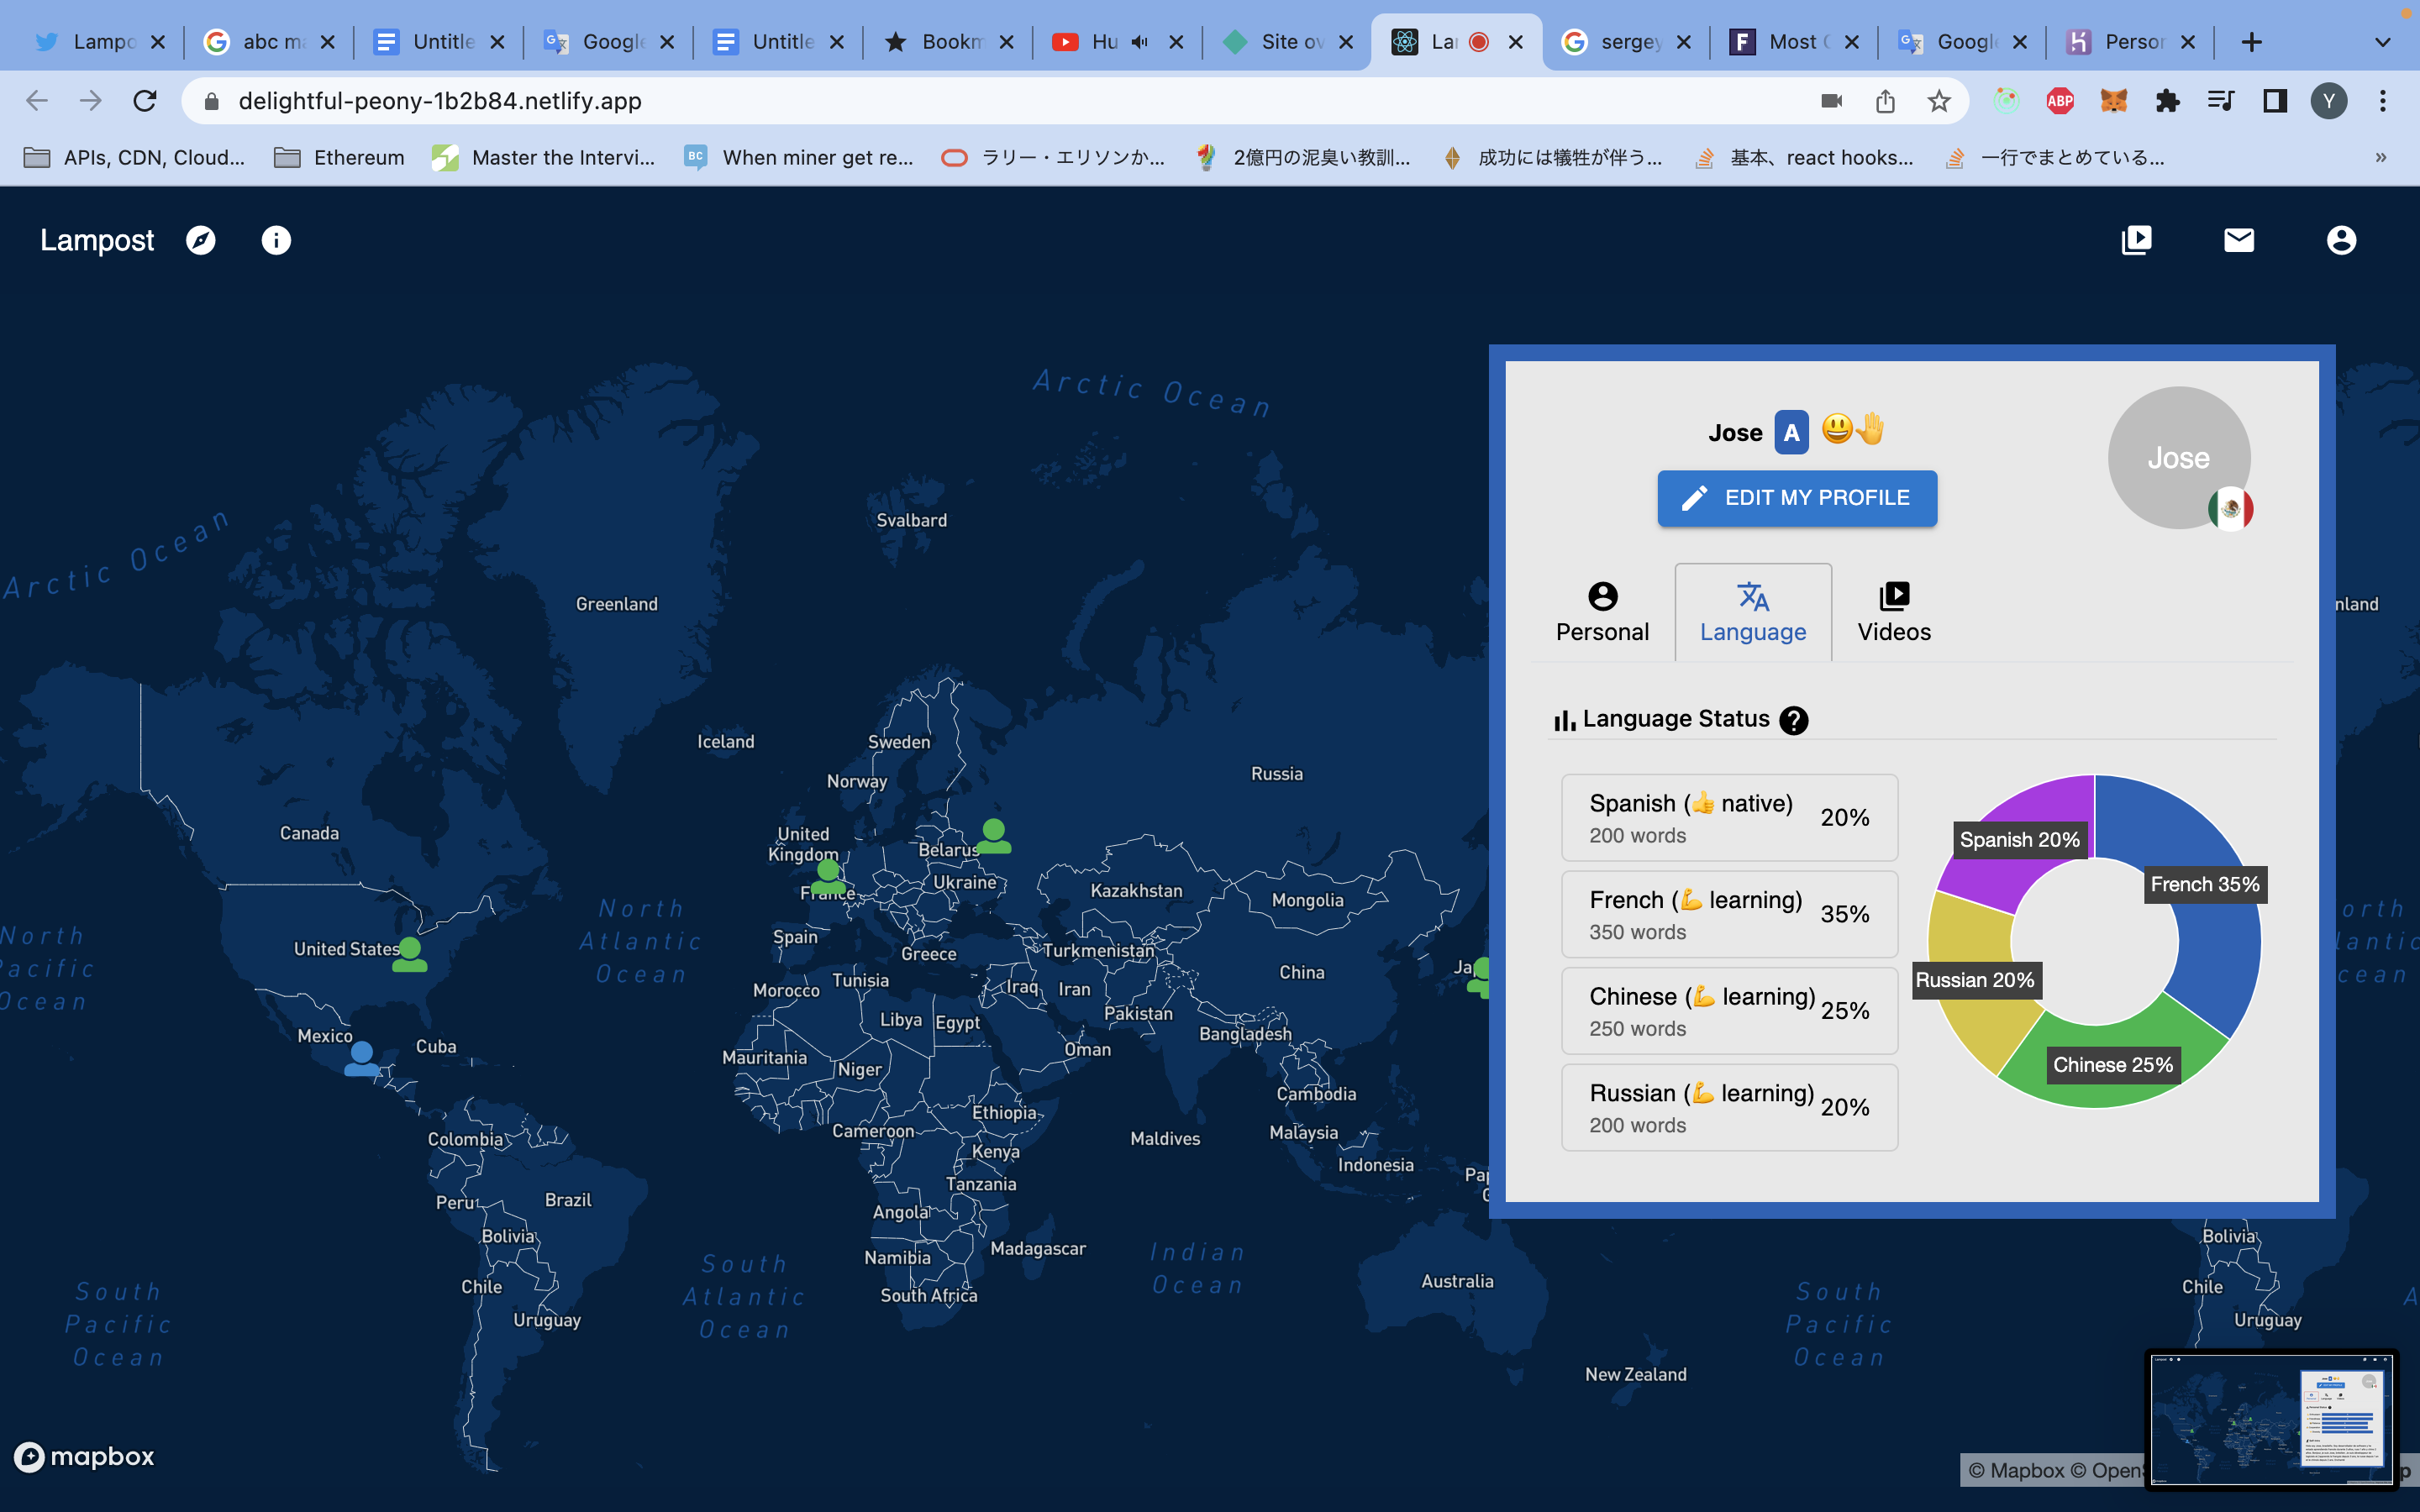 Lampo
abc ma
Untitle
Google
Untitle
Bookm
Hu
Site ov
Lar
sergey
F Most C
Google
Person
delightful-peony-1b2b84.netlify.app
ABP
Y
APIs, CDN, Cloud...
Ethereum
Master the Intervi...
BC When miner get re...
ラリー・エリソンか...
2億円の泥臭い教訓...
成功には犠牲が伴う...
基本、react hooks...
一行でまとめている...
»
Lampost
Arctic Ocean
Arctic Ocean
Svalbard
Greenland
Iceland
Sweden
Norway
Russia
Canada
United
Kingdom
Belarus
France
Ukraine
Kazakhstan
Mongolia
North
Atlantic
Ocean
North
Pacific
Ocean
United States
Spain
Greece
Turkmenistan
China
Morocco
Tunisia
Iraq
Iran
Pakistan
Libya
Egypt
Bangladesh
Mexico
Cuba
Mauritania
Niger
Oman
Cambodia
Ethiopia
Cameroon
Maldives
Malaysia
Colombia
Kenya
Indonesia
Tanzania
Peru
Brazil
Angola
Bolivia
Namibia
Madagascar
South
Atlantic
Ocean
Indian
Ocean
Chile
South Africa
Australia
South
Pacific
Ocean
Uruguay
New Zealand
South
Pacific
Ocean
Bolivia
Chile
Uruguay
nland
orth
lantic
cean
Ja
Pap
G
Jose A
Jose
EDIT MY PROFILE
Personal
Language
Videos
Language Status ?
Spanish (👍 native) 20%
200 words
French (💪 learning) 35%
350 words
Chinese (💪 learning) 25%
250 words
Russian (💪 learning) 20%
200 words
Spanish 20%
French 35%
Russian 20%
Chinese 25%
mapbox
© Mapbox © OpenS
p